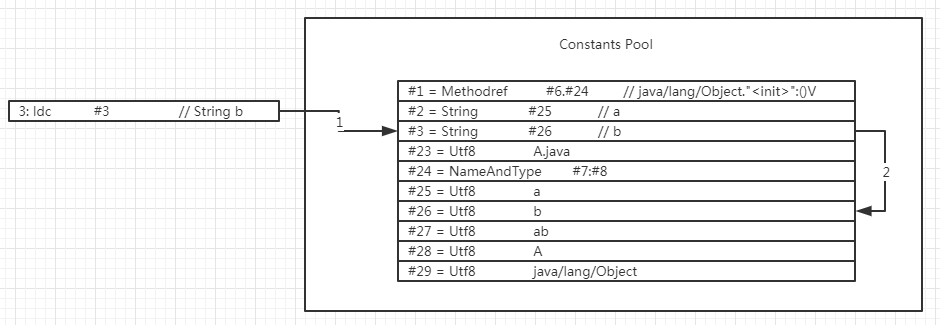 Constants Pool
3: ldc #3 // String b
1
#1 = Methodref #6.#24 // java/lang/Object."<init>":()V
#2 = String #25 // a
#3 = String #26 // b
#23 = Utf8 A.java
#24 = NameAndType #7:#8
#25 = Utf8 a
#26 = Utf8 b
#27 = Utf8 ab
#28 = Utf8 A
#29 = Utf8 java/lang/Object
2